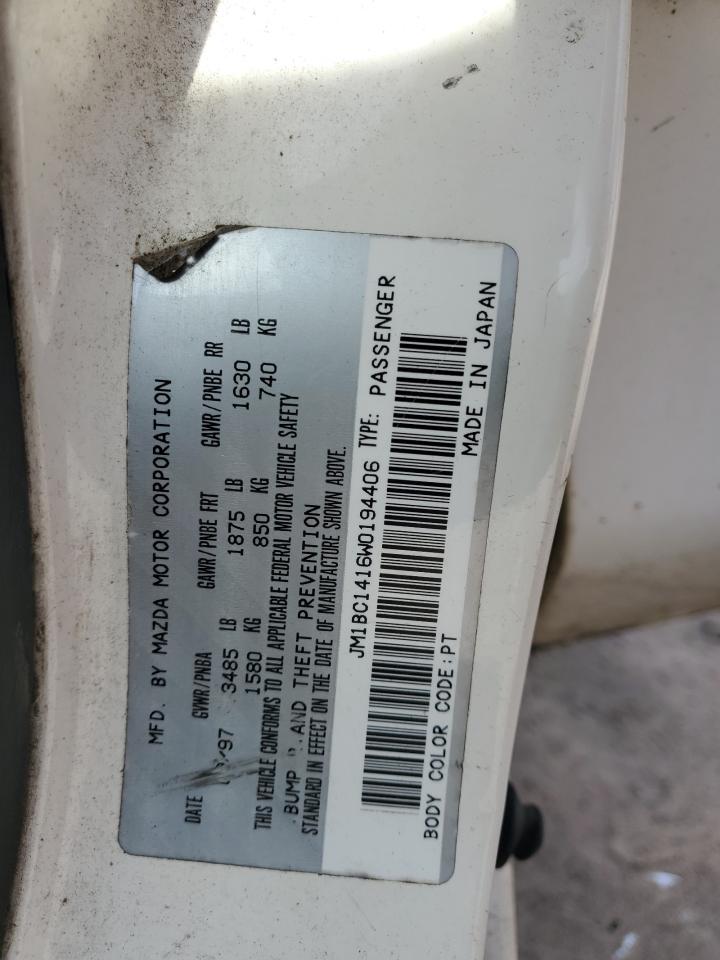 MFD. BY MAZDA MOTOR CORPORATION
DATE GVWR/PNBA GAWR/PNBE FRT GAWR/PNBE RR
/97 3485 LB 1875 LB 1630 LB
1580 KG 850 KG 740 KG
THIS VEHICLE CONFORMS TO ALL APPLICABLE FEDERAL MOTOR VEHICLE SAFETY
BUMP AND THEFT PREVENTION
STANDARD IN EFFECT ON THE DATE OF MANUFACTURE SHOWN ABOVE.
JM1BC1416W0194406 TYPE: PASSENGER
BODY COLOR CODE:PT MADE IN JAPAN